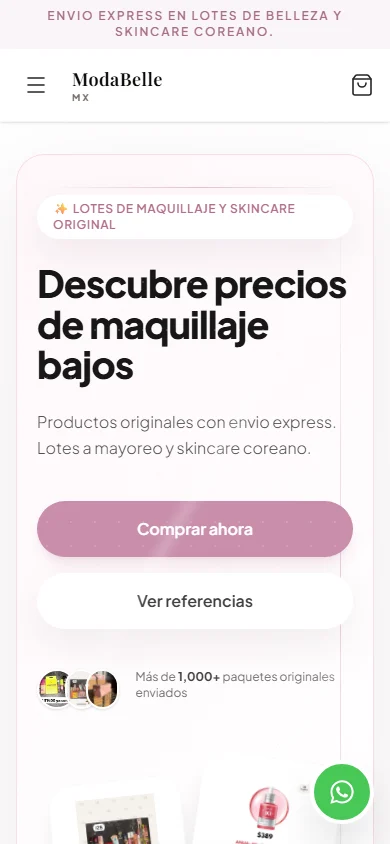 ENVIO EXPRESS EN LOTES DE BELLEZA Y
SKINCARE COREANO.
ModaBelle
MX
✨ LOTES DE MAQUILLAJE Y SKINCARE
ORIGINAL
Descubre precios
de maquillaje
bajos
Productos originales con envio express.
Lotes a mayoreo y skincare coreano.
Comprar ahora
Ver referencias
Más de 1,000+ paquetes originales
enviados
$389